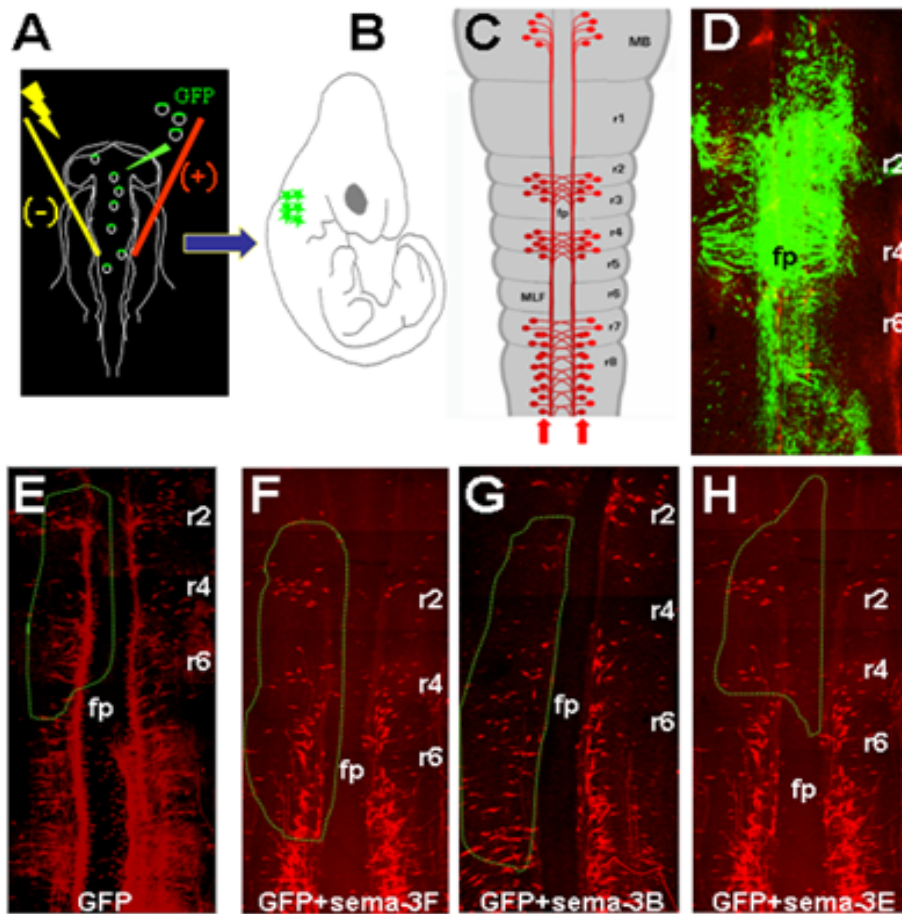 A
GFP
(-)
(+)
B
C
MB
r1
r2
r3
fp
r4
r5
MLF
r6
r7
r8
D
r2
r4
fp
r6
E
r2
r4
r6
fp
GFP
F
r2
r4
r6
fp
GFP+sema-3F
G
r2
r4
r6
fp
GFP+sema-3B
H
r2
r4
r6
fp
GFP+sema-3E